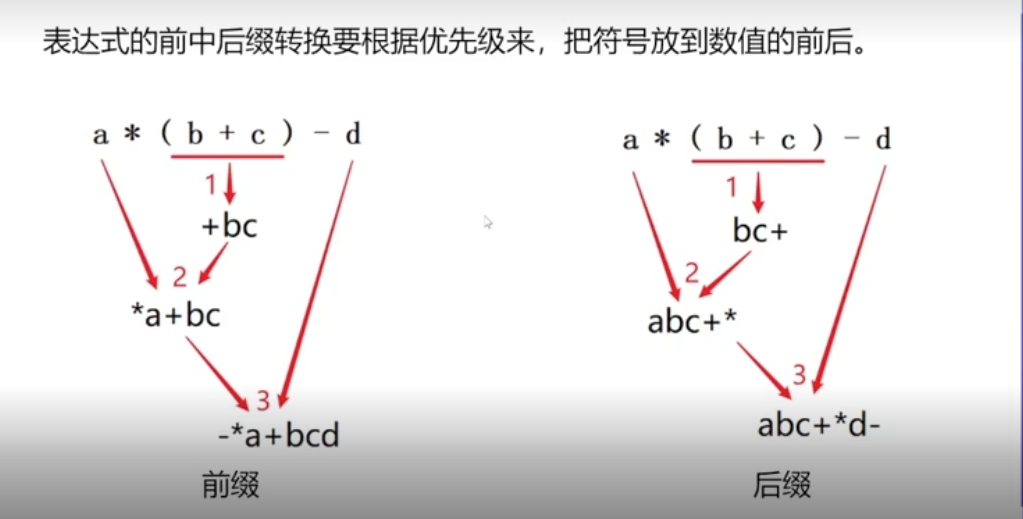 表达式的前中后缀转换要根据优先级来，把符号放到数值的前后。
a * ( b + c ) - d
1
+bc
2
*a+bc
3
-*a+bcd
前缀
a * ( b + c ) - d
1
bc+
2
abc+*
3
abc+*d-
后缀